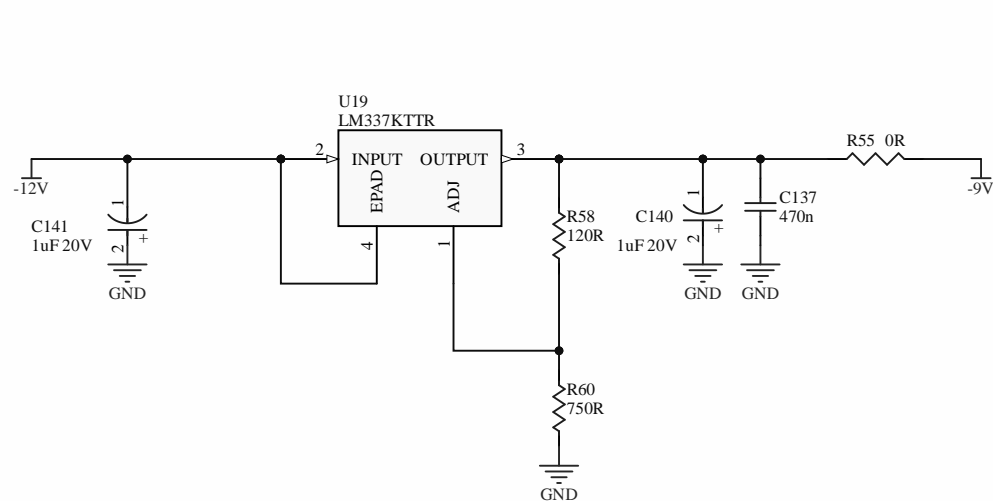 U19
LM337KTTR
2
INPUT
OUTPUT
3
EPAD
ADJ
4
1
-12V
1
C141
1uF 20V
2
+
GND
R58
120R
1
C140
1uF 20V
2
+
GND
C137
470n
GND
R55 0R
-9V
R60
750R
GND